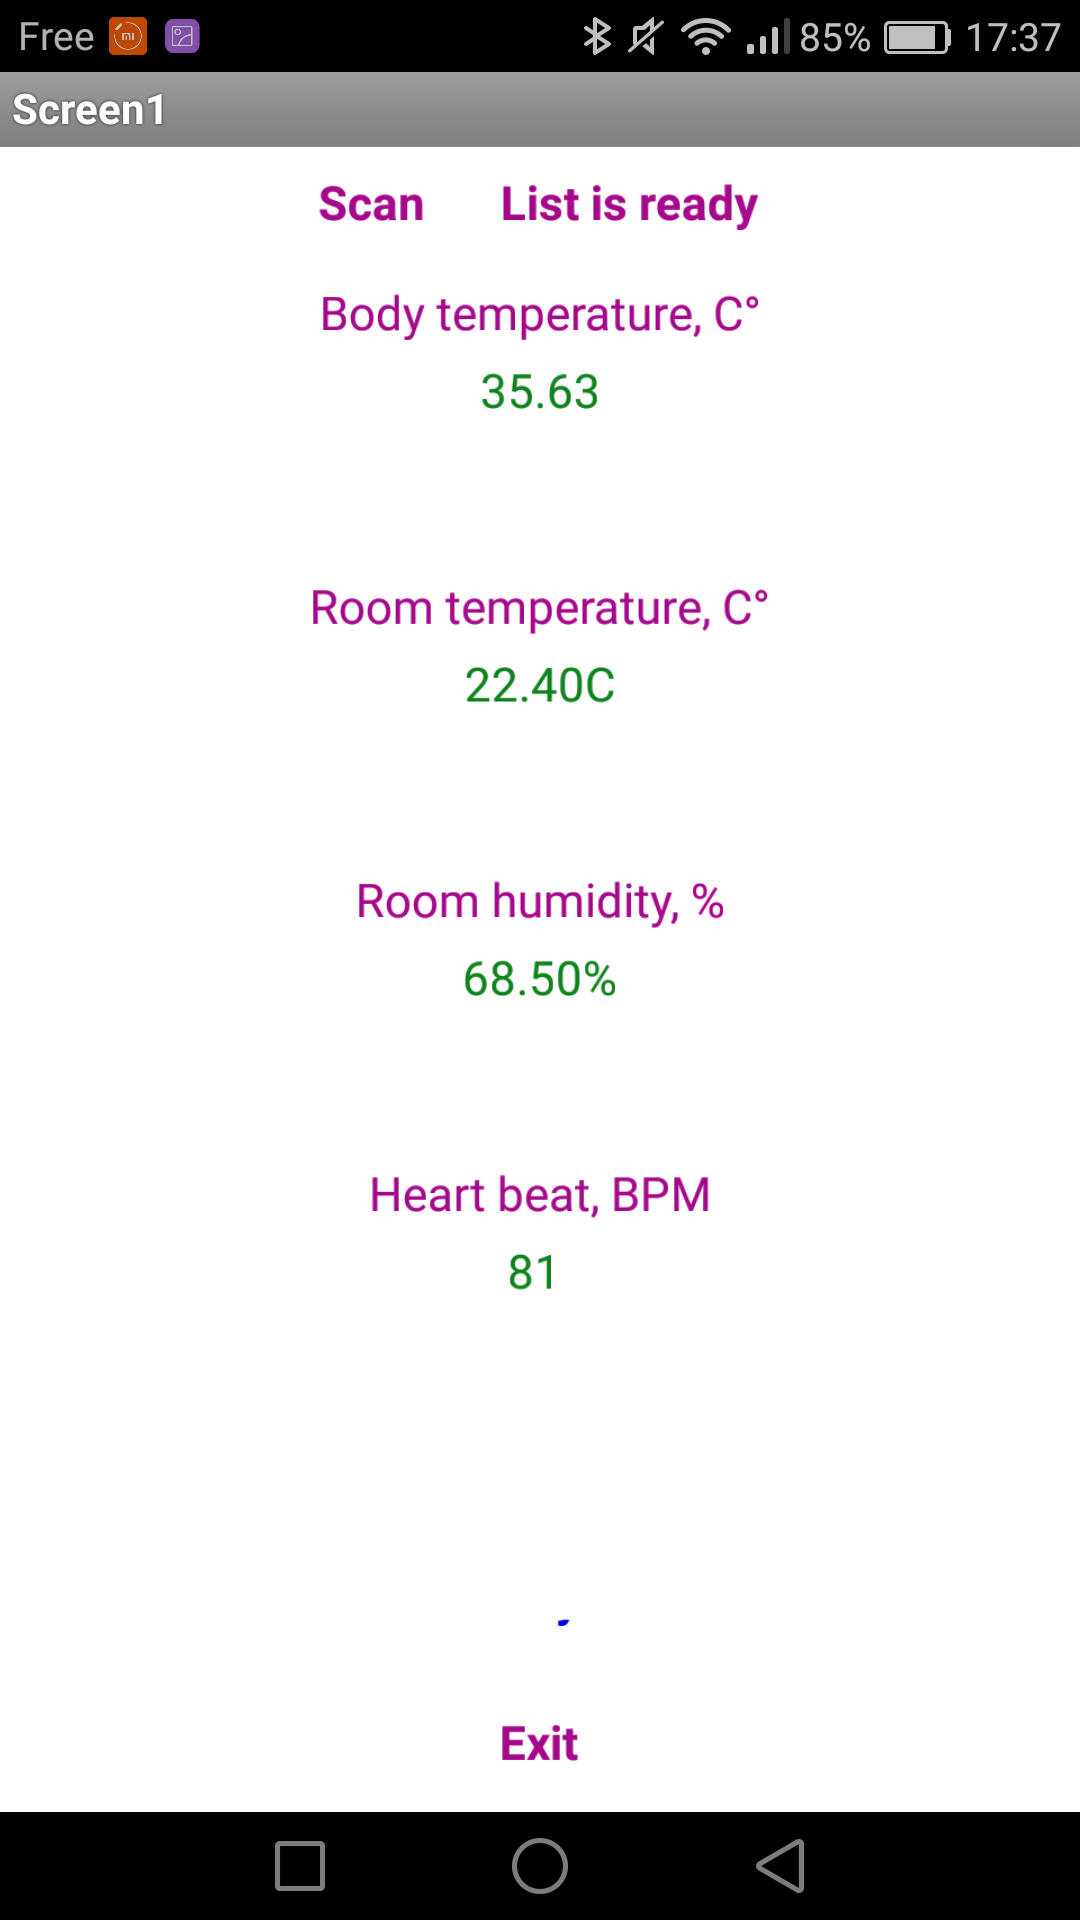 Free 85% 17:37
Screen1
Scan List is ready
Body temperature, C°
35.63
Room temperature, C°
22.40C
Room humidity, %
68.50%
Heart beat, BPM
81
Exit